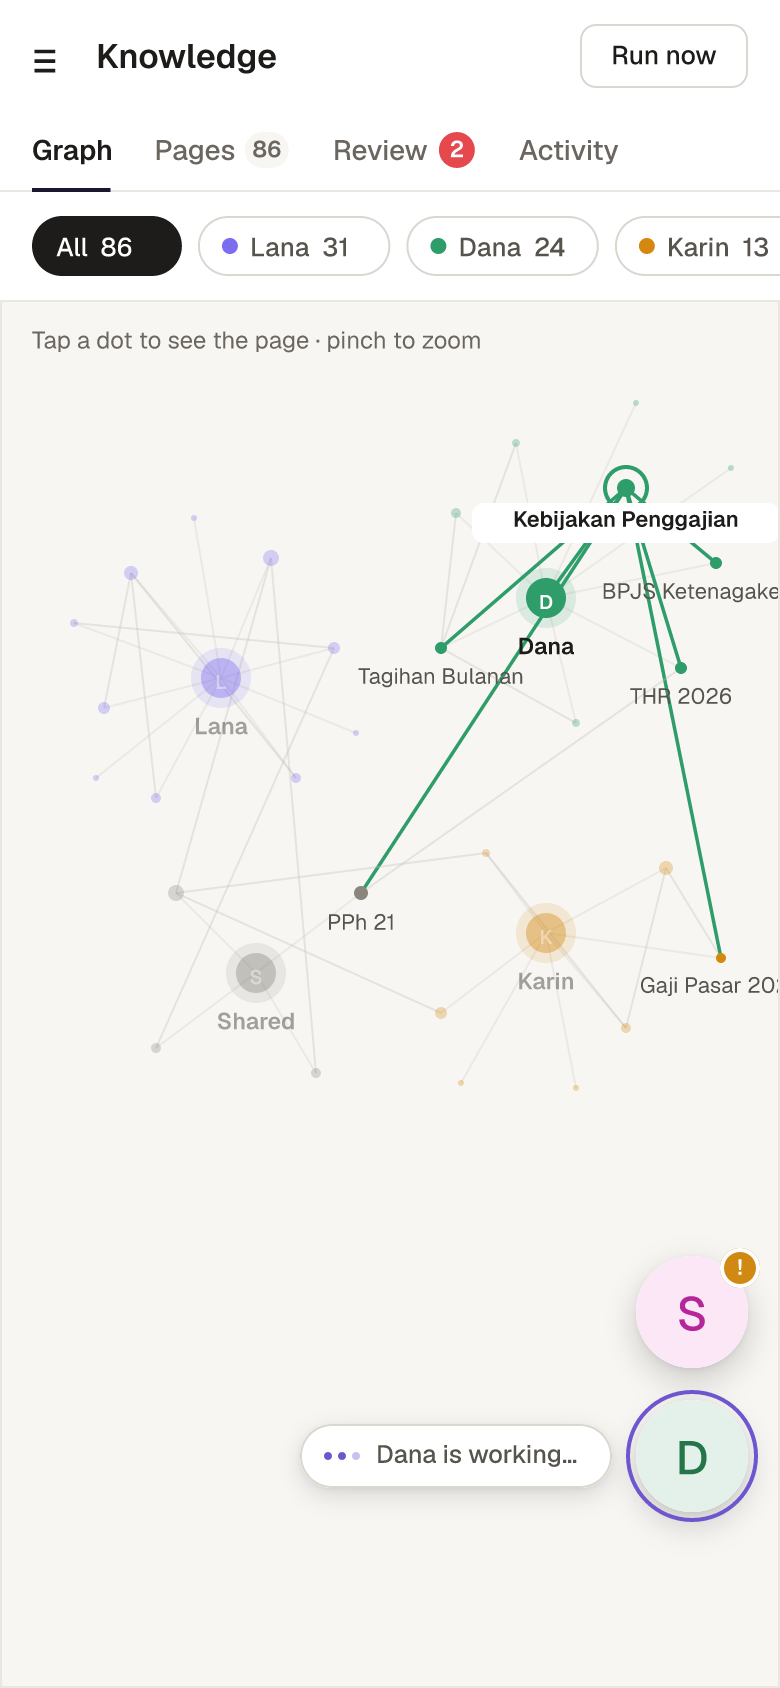 Knowledge
Run now
Graph
Pages 86
Review 2
Activity
All 86
Lana 31
Dana 24
Karin 13
Tap a dot to see the page · pinch to zoom
Kebijakan Penggajian
BPJS Ketenagake
D
Dana
Tagihan Bulanan
THR 2026
L
Lana
PPh 21
K
Karin
Gaji Pasar 202
S
Shared
!
S
Dana is working...
D